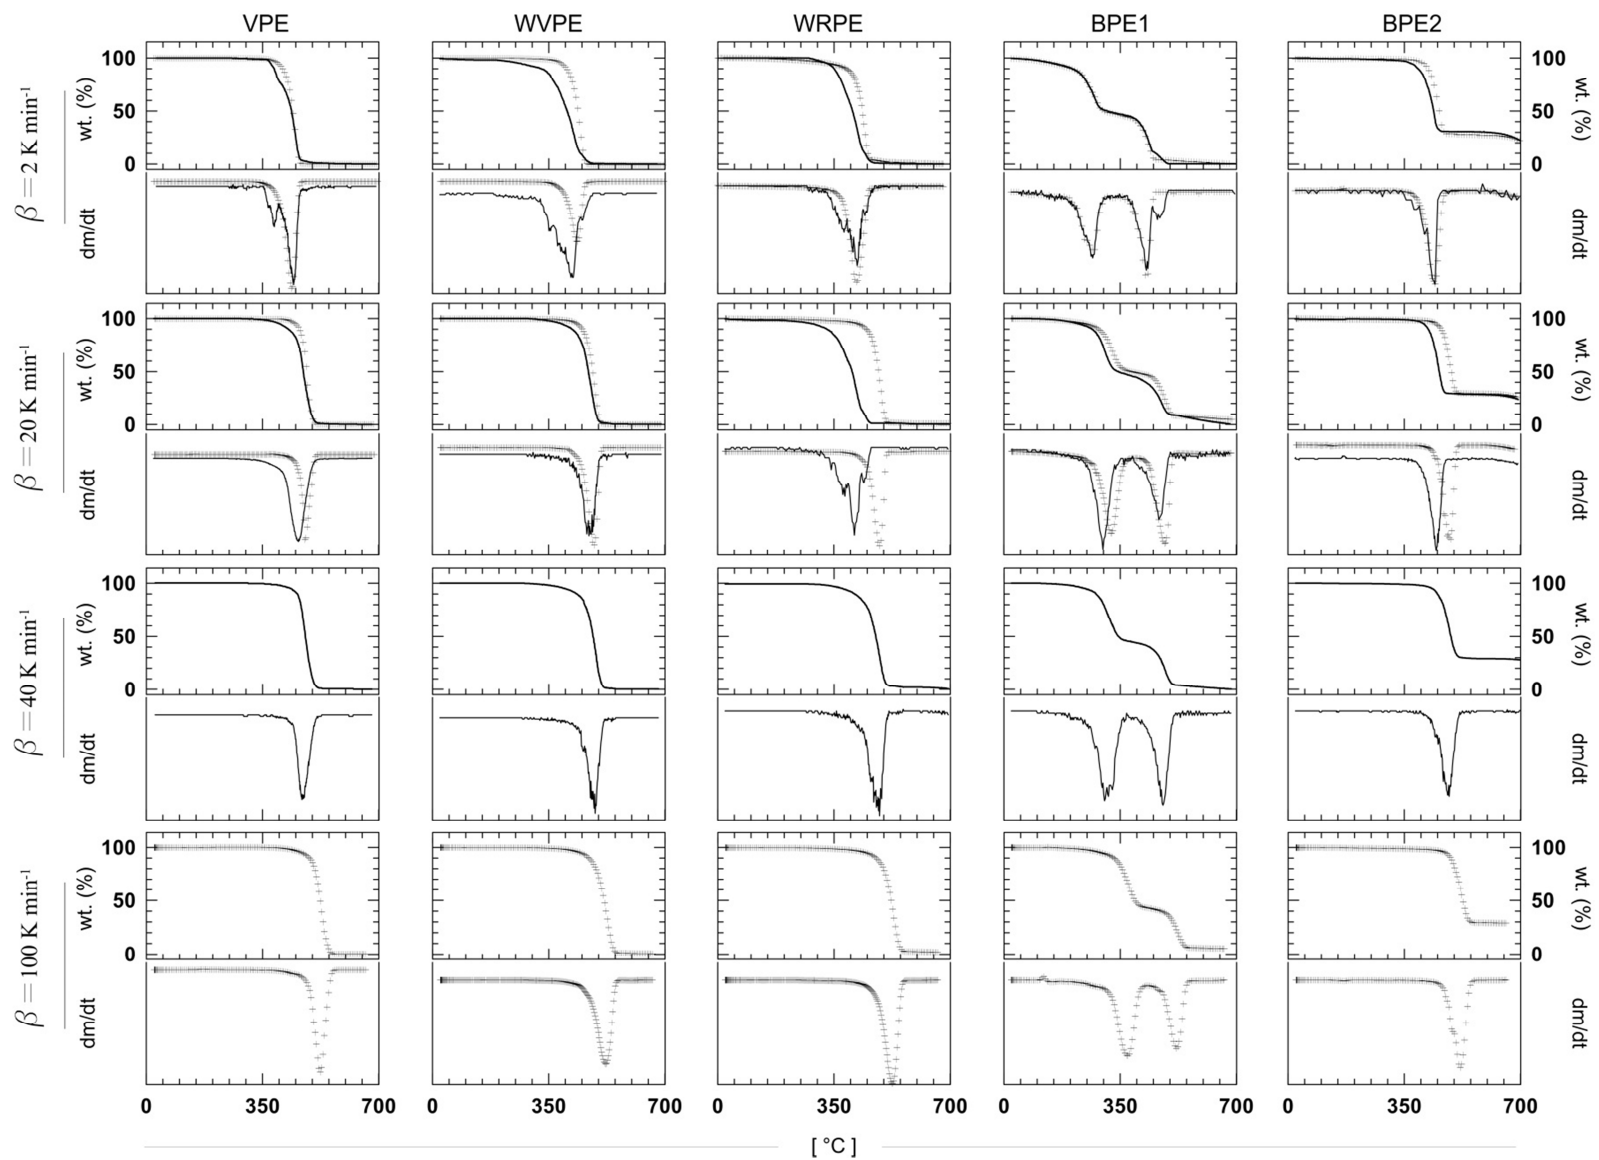 VPE WVPE WRPE BPE1 BPE2
β = 2 K min-1
wt. (%)
100
50
0
100
50
0
wt. (%)
dm/dt
dm/dt
β = 20 K min-1
wt. (%)
100
50
0
100
50
0
wt. (%)
dm/dt
dm/dt
β = 40 K min-1
wt. (%)
100
50
0
100
50
0
wt. (%)
dm/dt
dm/dt
β = 100 K min-1
wt. (%)
100
50
0
100
50
0
wt. (%)
dm/dt
dm/dt
0 350 700 0 350 700 0 350 700 0 350 700 0 350 700
[ °C ]